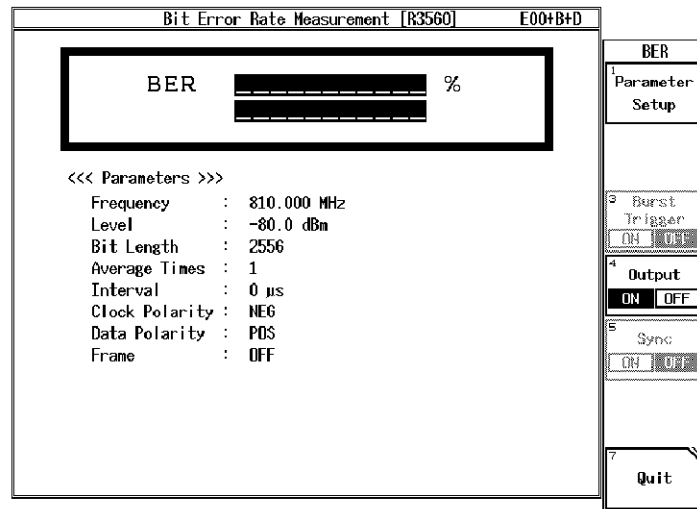 Bit Error Rate Measurement [R3560] E00+B+D
BER
BER _ _ _ _ _ _ _ _ _ _ %
_ _ _ _ _ _ _ _ _ _
1
Parameter
Setup
<<< Parameters >>>
Frequency : 810.000 MHz
Level : -80.0 dBm
Bit Length : 2556
Average Times : 1
Interval : 0 µs
Clock Polarity : NEG
Data Polarity : POS
Frame : OFF
3 Burst
Trigger
ON OFF
4
Output
ON OFF
5
Sync
ON OFF
7
Quit